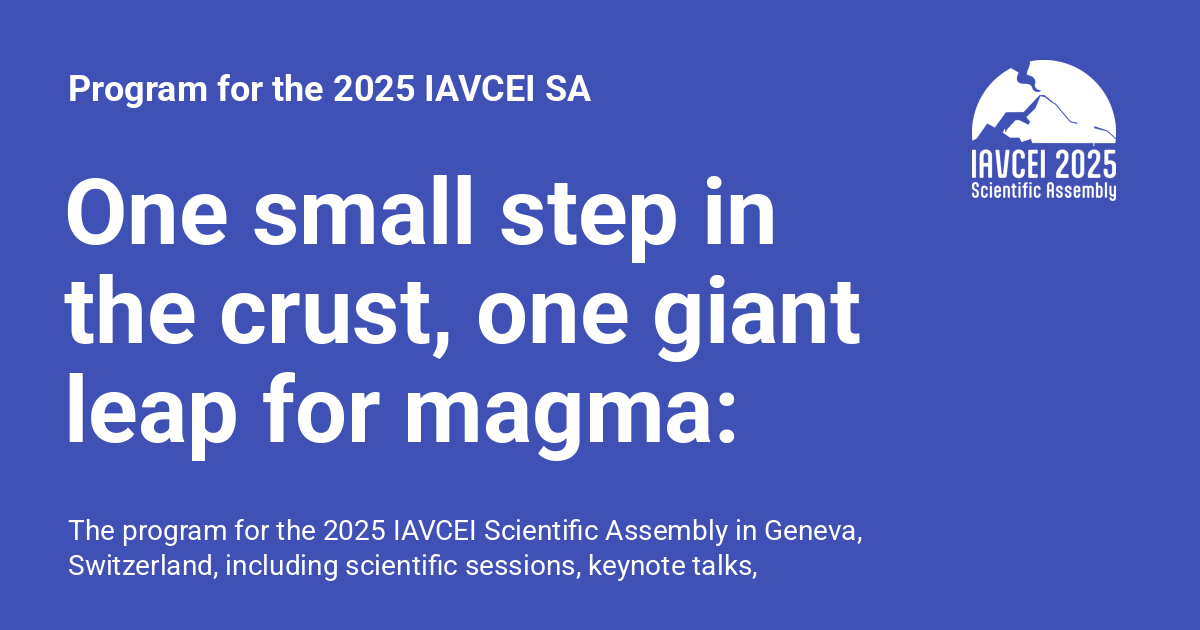 Program for the 2025 IAVCEI SA
IAVCEI 2025
Scientific Assembly
One small step in
the crust, one giant
leap for magma:
The program for the 2025 IAVCEI Scientific Assembly in Geneva,
Switzerland, including scientific sessions, keynote talks,